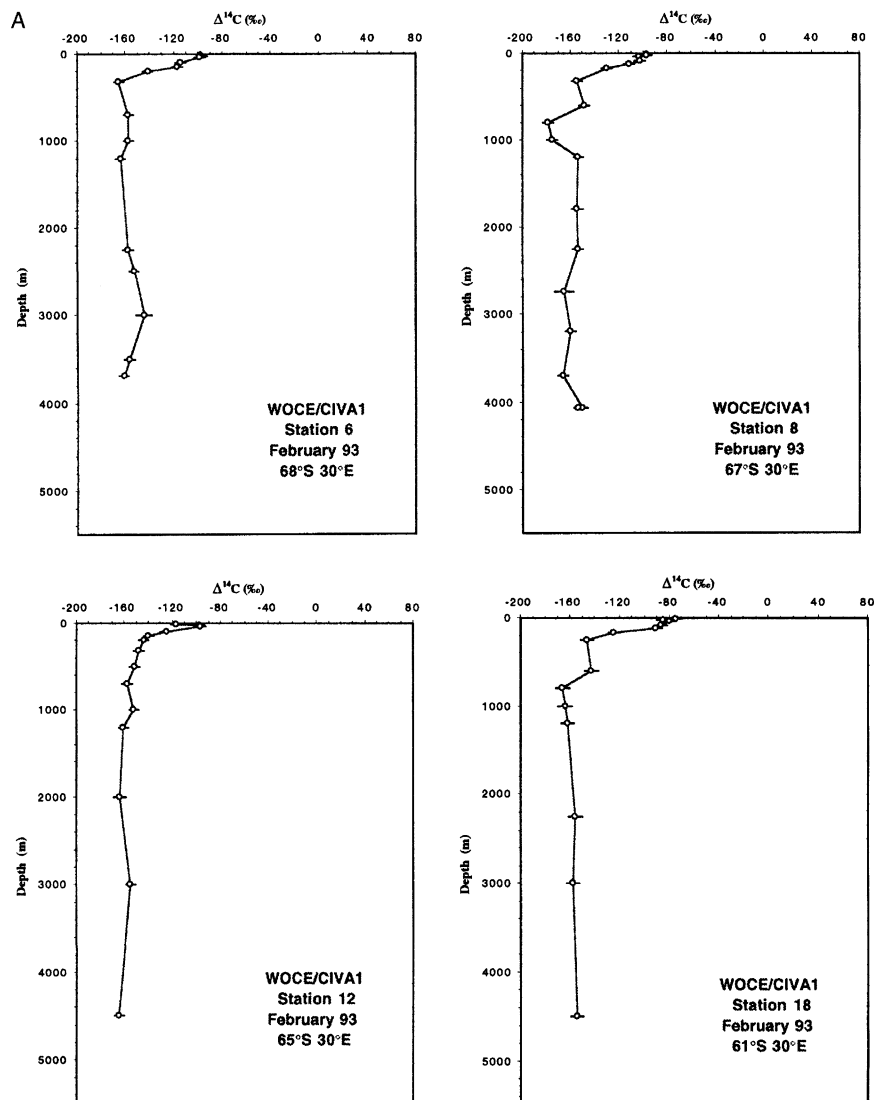 A
Δ¹⁴C (‰)
-200 -160 -120 -80 -40 0 40 80
0
1000
2000
3000
4000
5000
Depth (m)
WOCE/CIVA1
Station 6
February 93
68°S 30°E
Δ¹⁴C (‰)
-200 -160 -120 -80 -40 0 40 80
0
1000
2000
3000
4000
5000
Depth (m)
WOCE/CIVA1
Station 8
February 93
67°S 30°E
Δ¹⁴C (‰)
-200 -160 -120 -80 -40 0 40 80
0
1000
2000
3000
4000
5000
Depth (m)
WOCE/CIVA1
Station 12
February 93
65°S 30°E
Δ¹⁴C (‰)
-200 -160 -120 -80 -40 0 40 80
0
1000
2000
3000
4000
5000
Depth (m)
WOCE/CIVA1
Station 18
February 93
61°S 30°E